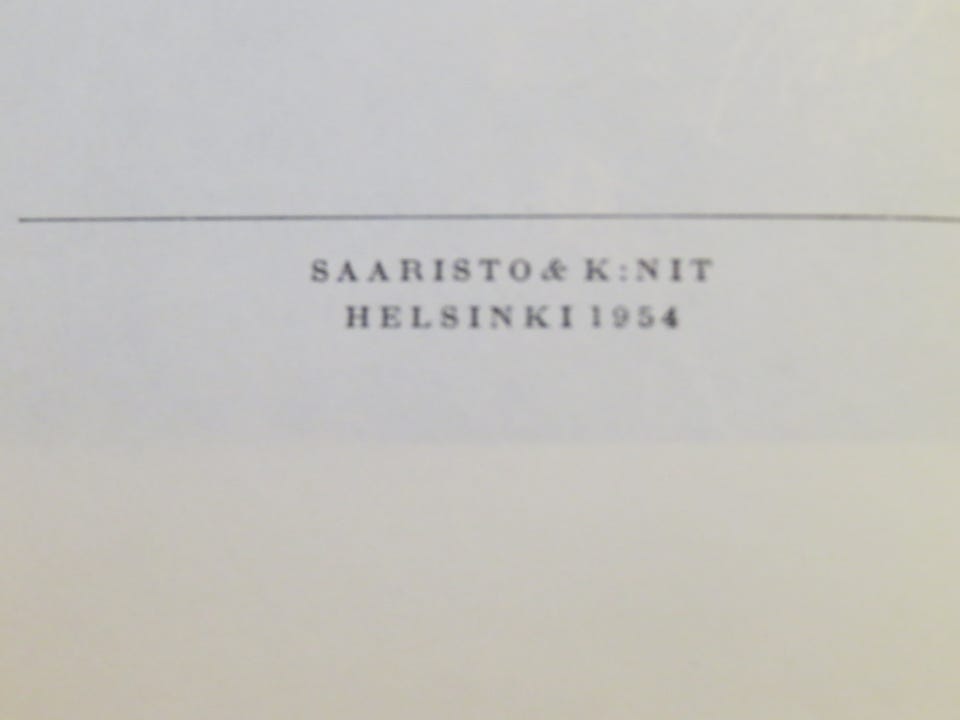 SAARISTO & K:NIT
HELSINKI 1954